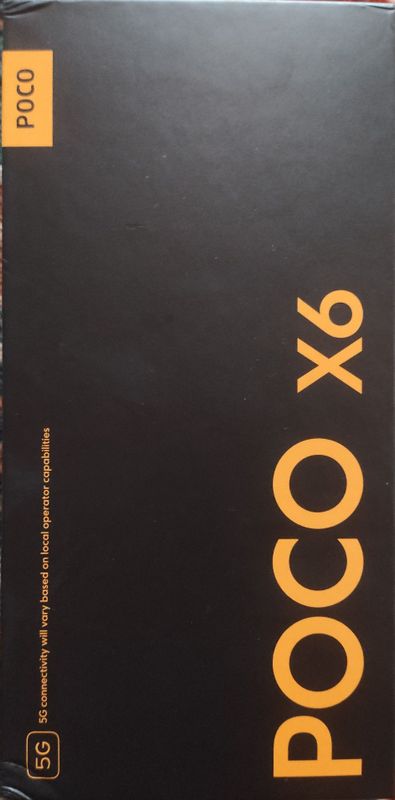 POCO
5G 5G connectivity will vary based on local operator capabilities
POCO X6